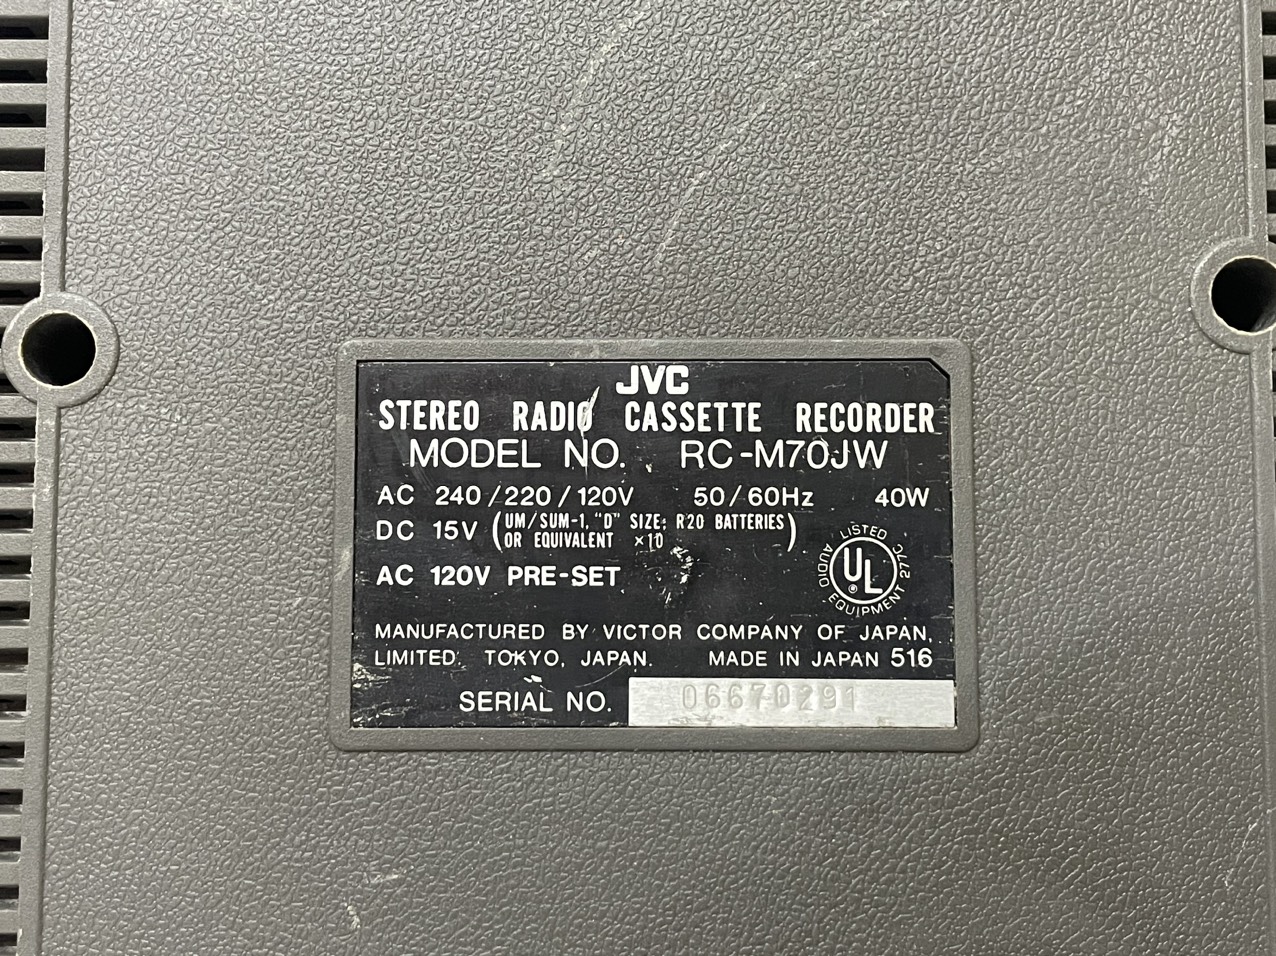 JVC
STEREO RADIO CASSETTE RECORDER
MODEL NO. RC-M70JW
AC 240/220/120V 50/60Hz 40W
DC 15V (UM/SUM-1, "D" SIZE; R20 BATTERIES
OR EQUIVALENT ×10)
AC 120V PRE-SET
LISTED
UL
AUDIO EQUIPMENT 277C
MANUFACTURED BY VICTOR COMPANY OF JAPAN,
LIMITED. TOKYO, JAPAN. MADE IN JAPAN 516
SERIAL NO. 06670291